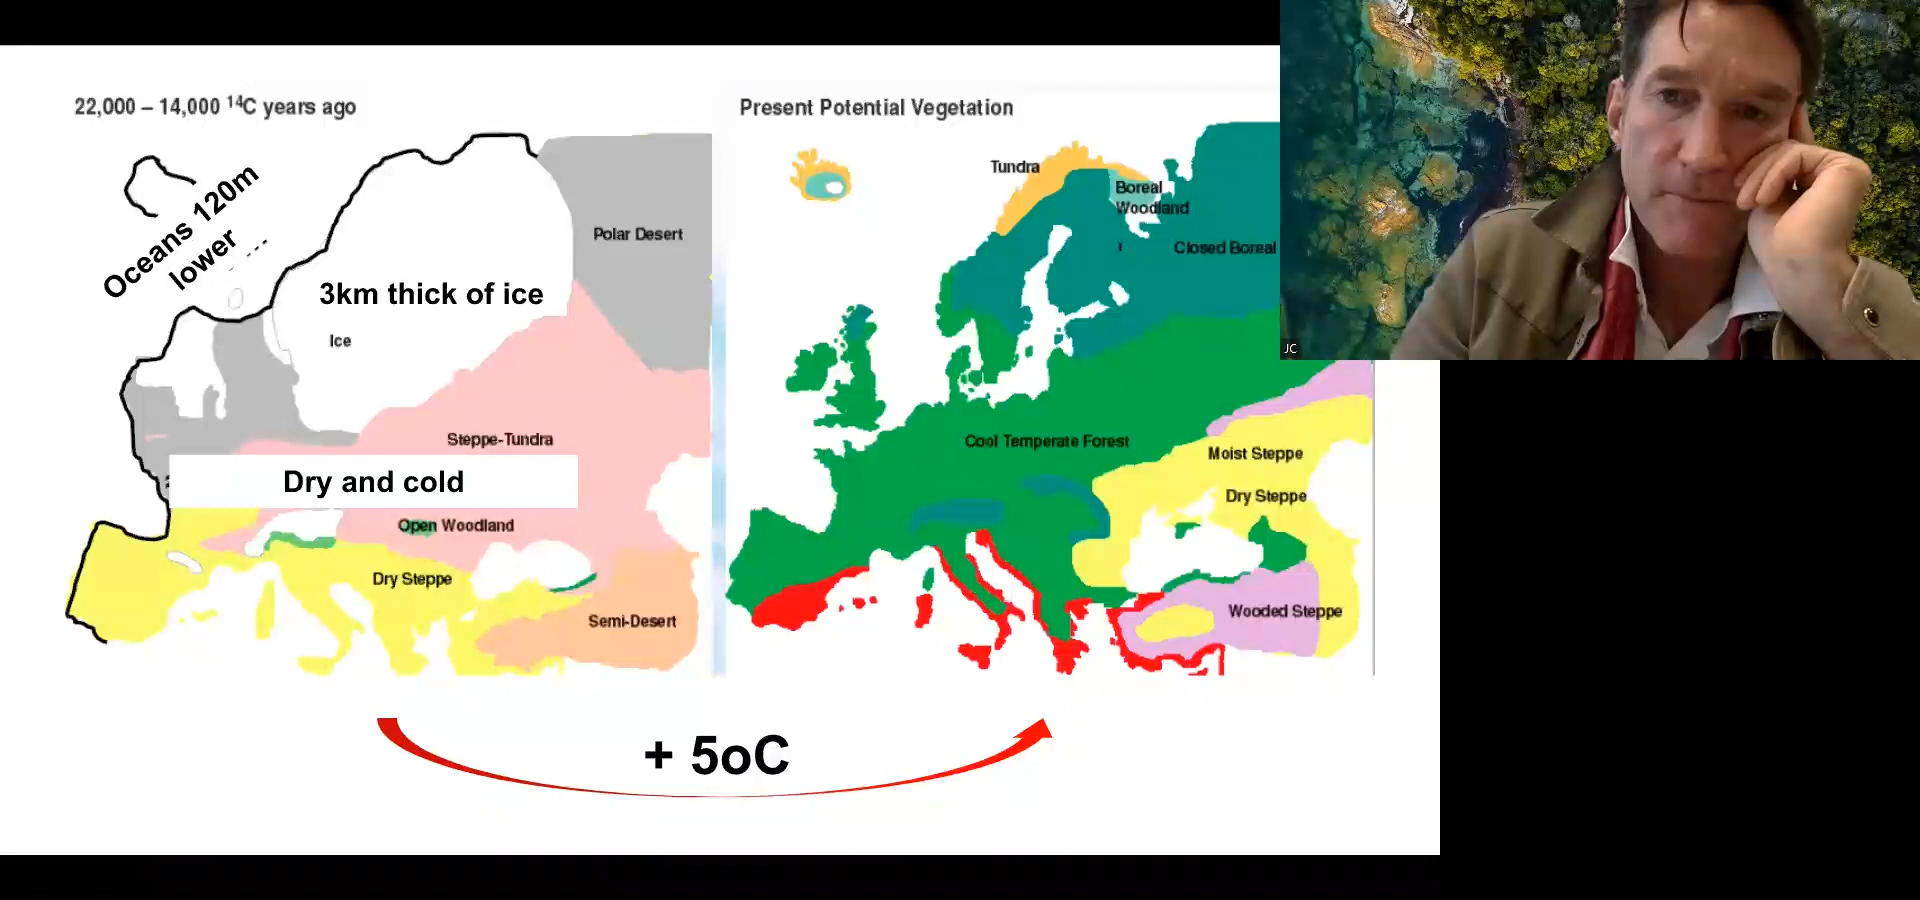 22,000 – 14,000 ¹⁴C years ago
Oceans 120m
lower
Polar Desert
3km thick of ice
Ice
Steppe-Tundra
Dry and cold
Open Woodland
Dry Steppe
Semi-Desert
Present Potential Vegetation
Tundra
Boreal
Woodland
Closed Boreal
Cool Temperate Forest
Moist Steppe
Dry Steppe
Wooded Steppe
+ 5oC
JC